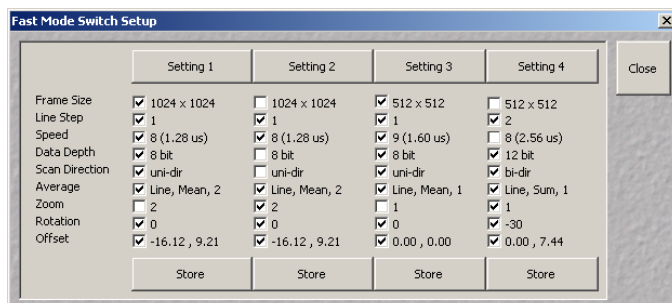 Fast Mode Switch Setup
Setting 1 Setting 2 Setting 3 Setting 4 Close
Frame Size 1024 x 1024 1024 x 1024 512 x 512 512 x 512
Line Step 1 1 1 2
Speed 8 (1.28 us) 8 (1.28 us) 9 (1.60 us) 8 (2.56 us)
Data Depth 8 bit 8 bit 8 bit 12 bit
Scan Direction uni-dir uni-dir uni-dir bi-dir
Average Line, Mean, 2 Line, Mean, 2 Line, Mean, 1 Line, Sum, 1
Zoom 2 2 1 1
Rotation 0 0 0 -30
Offset -16.12 , 9.21 -16.12 , 9.21 0.00 , 0.00 0.00 , 7.44
Store Store Store Store